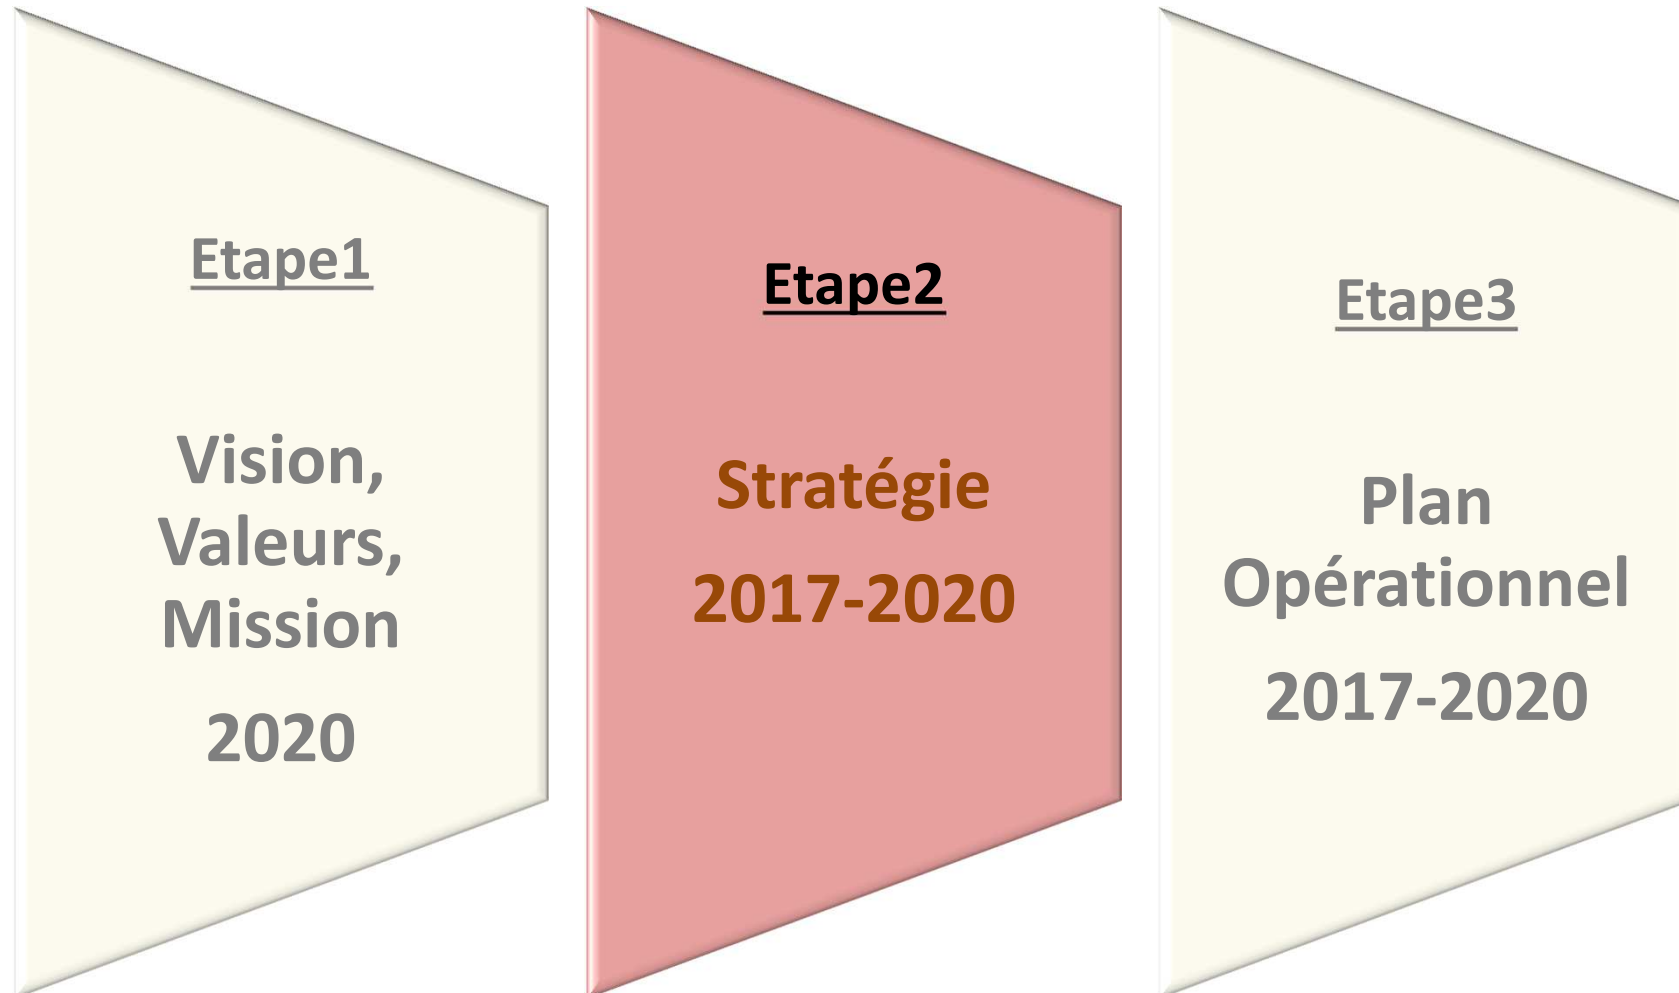 Etape1
Vision,
Valeurs,
Mission
2020
Etape2
Stratégie
2017-2020
Etape3
Plan
Opérationnel
2017-2020